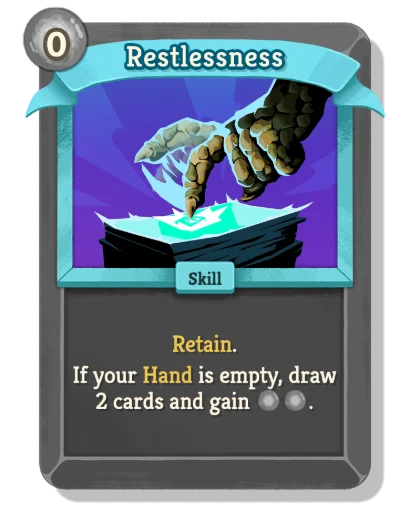 0
Restlessness
Skill
Retain.
If your Hand is empty, draw
2 cards and gain .